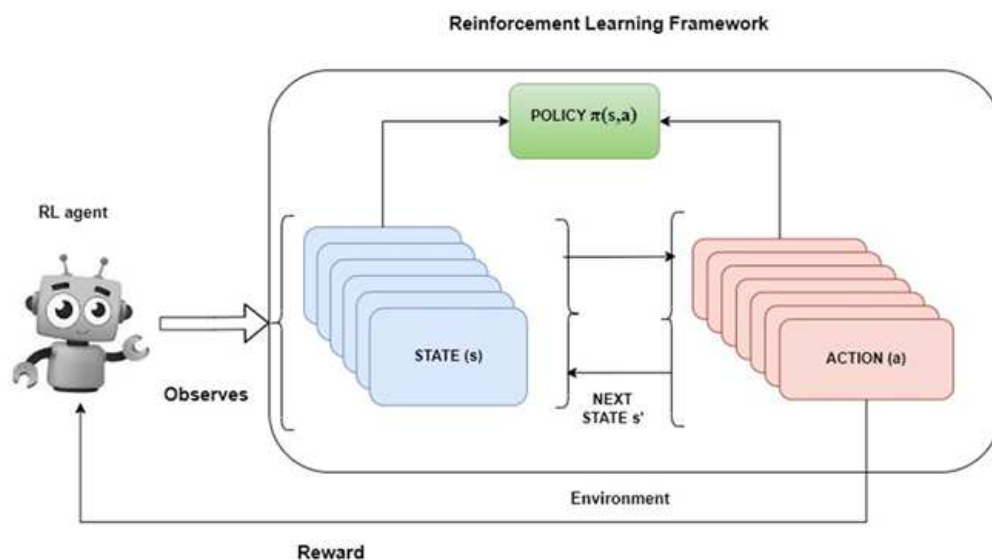 Reinforcement Learning Framework
POLICY π(s,a)
RL agent
STATE (s)
ACTION (a)
Observes
NEXT
STATE s'
Environment
Reward